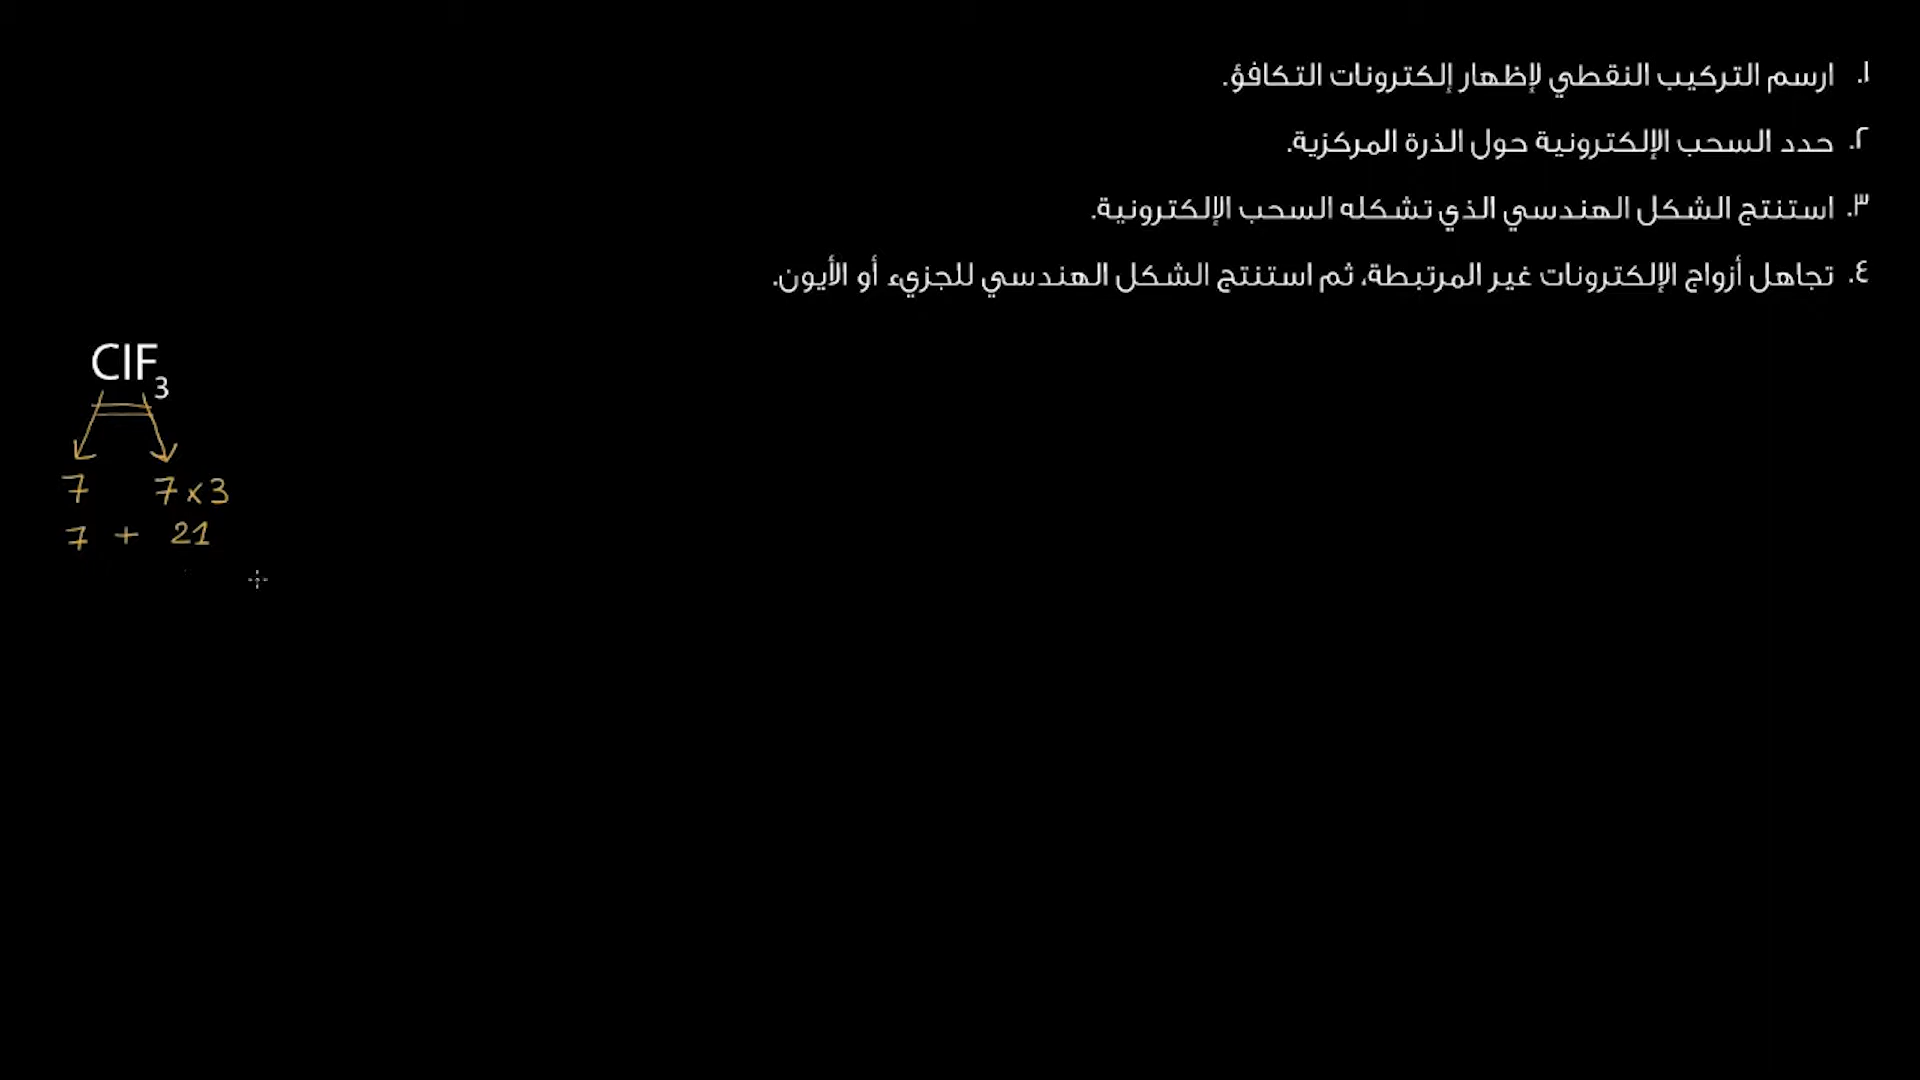 ١. ارسم التركيب النقطي لإظهار إلكترونات التكافؤ.
٢. حدد السحب الإلكترونية حول الذرة المركزية.
٣. استنتج الشكل الهندسي الذي تشكله السحب الإلكترونية.
٤. تجاهل أزواج الإلكترونات غير المرتبطة، ثم استنتج الشكل الهندسي للجزيء أو الأيون.
ClF₃
7 7×3
7 + 21